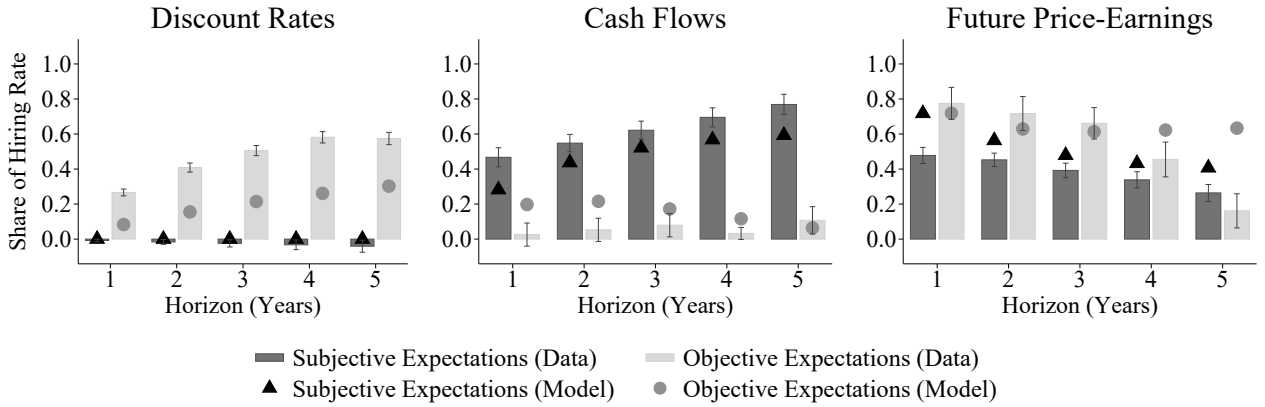 Discount Rates
Cash Flows
Future Price-Earnings
Share of Hiring Rate
1.0
0.8
0.6
0.4
0.2
0.0
1 2 3 4 5
Horizon (Years)
1.0
0.8
0.6
0.4
0.2
0.0
1 2 3 4 5
Horizon (Years)
1.0
0.8
0.6
0.4
0.2
0.0
1 2 3 4 5
Horizon (Years)
Subjective Expectations (Data)
Objective Expectations (Data)
Subjective Expectations (Model)
Objective Expectations (Model)